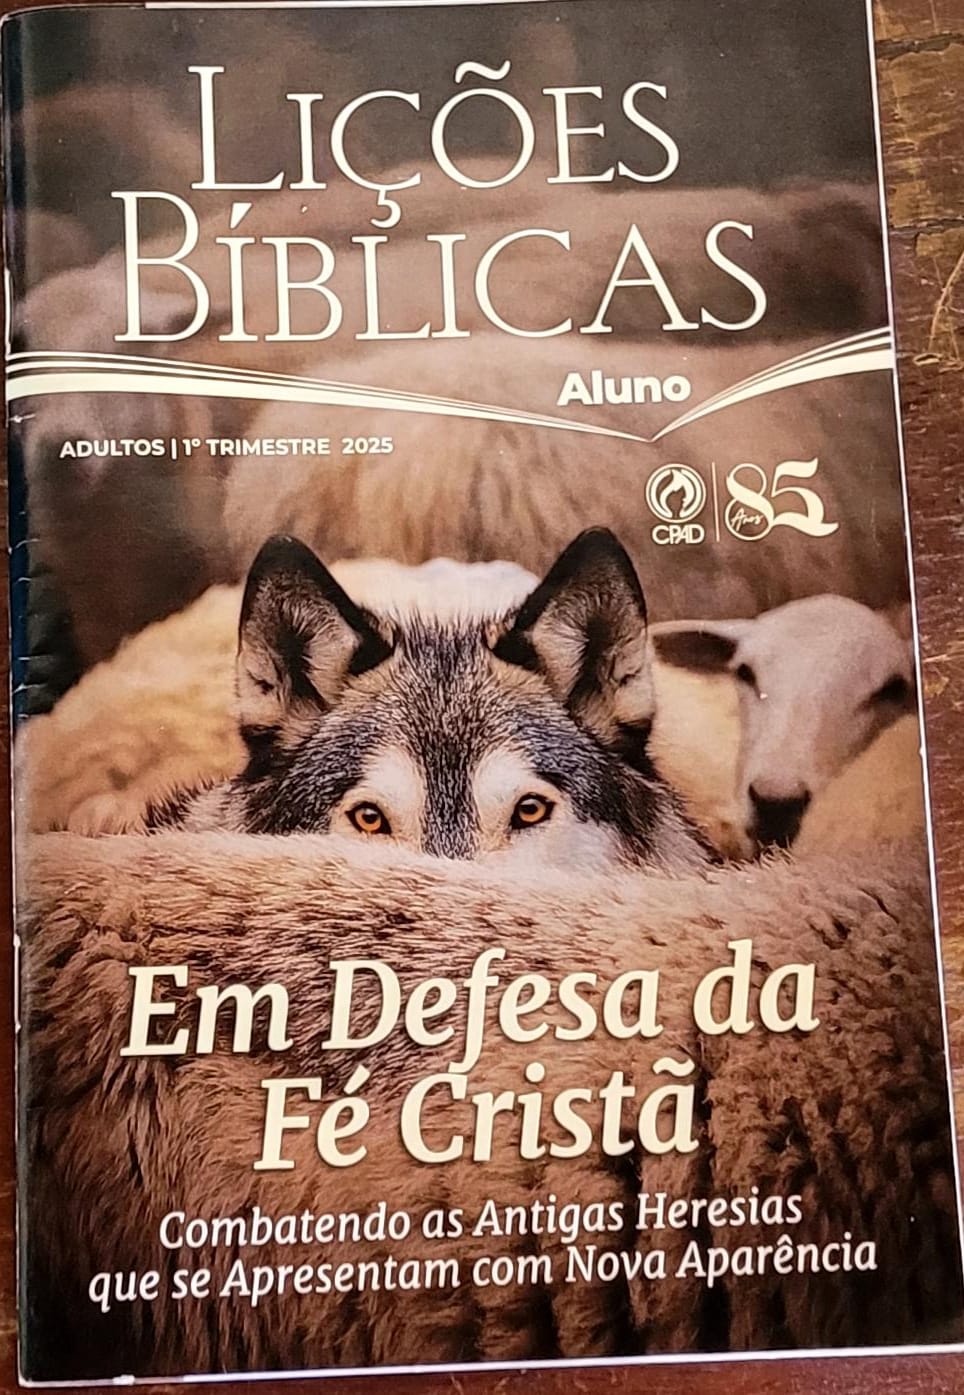 LIÇÕES
BÍBLICAS
Aluno
ADULTOS | 1º TRIMESTRE 2025
CPAD
85
Anos
Em Defesa da
Fé Cristã
Combatendo as Antigas Heresias
que se Apresentam com Nova Aparência